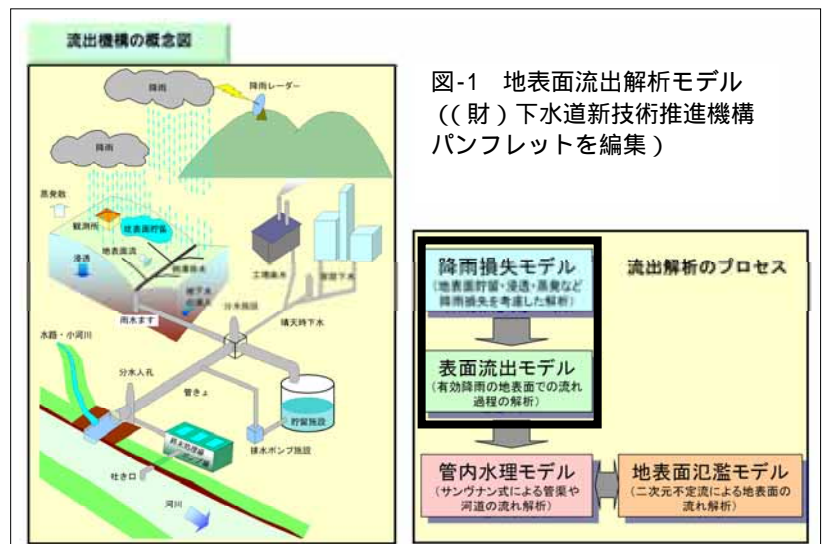 流出機構の概念図
図-1 地表面流出解析モデル
((財)下水道新技術推進機構
パンフレットを編集)
降雨
降雨レーダー
降雨
蒸発散
観測所
地表面貯留
地表面流
浸透
雨水ます
分水施設
晴天時下水
水路・小河川
分水人孔
管きょ
貯留施設
排水ポンプ施設
吐き口
河川
降雨損失モデル
(地表面貯留・浸透・蒸発など
降雨損失を考慮した解析)
流出解析のプロセス
表面流出モデル
(有効降雨の地表面での流れ
過程の解析)
管内水理モデル
(サンヴナン式による管渠や
河道の流れ解析)
地表面氾濫モデル
(二次元不定流による地表面の
流れ解析)